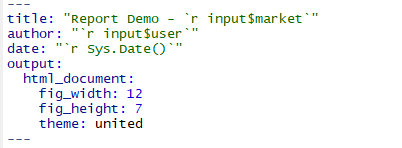 ---
title: "Report Demo - `r input$market`"
author: "`r input$user`"
date: "`r Sys.Date()`"
output:
  html_document:
    fig_width: 12
    fig_height: 7
    theme: united
---